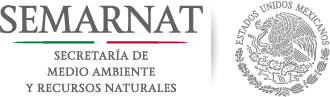 SEMARNAT
SECRETARÍA DE
MEDIO AMBIENTE
Y RECURSOS NATURALES
ESTADOS UNIDOS MEXICANOS